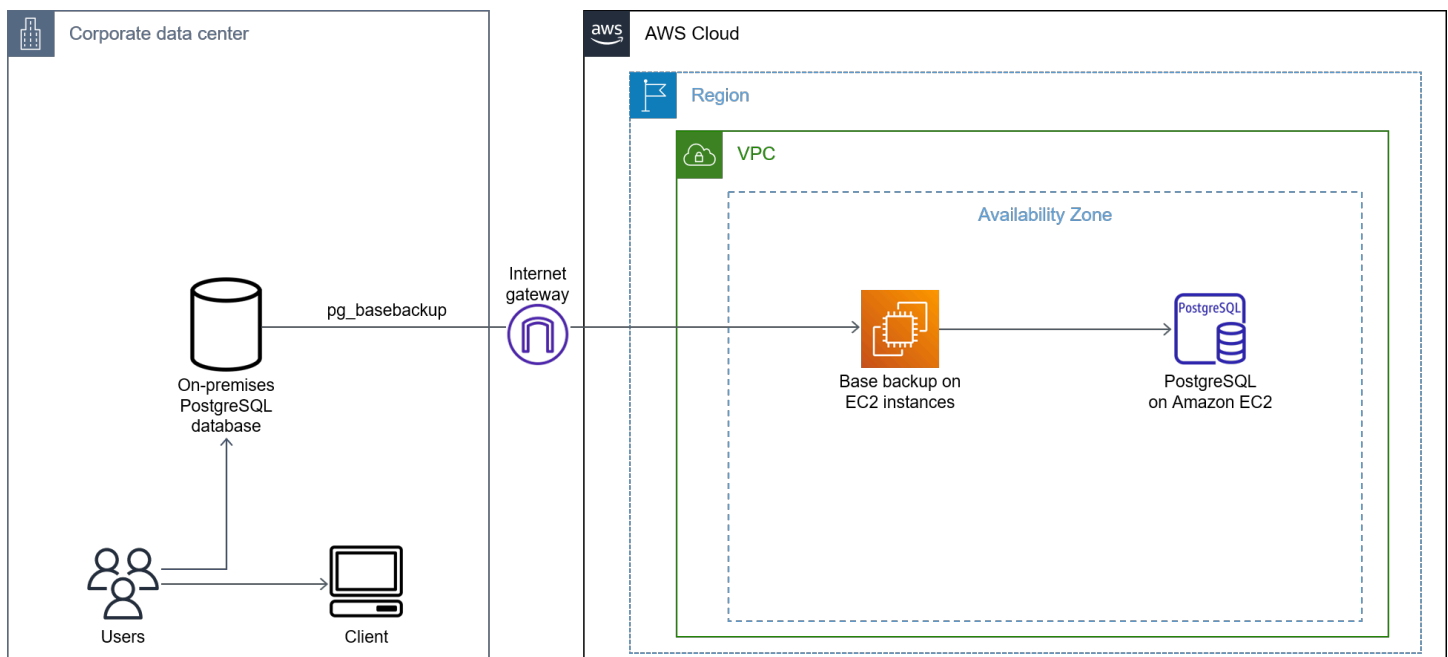 Corporate data center
aws
AWS Cloud
Region
VPC
Availability Zone
Internet
gateway
pg_basebackup
PostgreSQL
On-premises
PostgreSQL
database
Base backup on
EC2 instances
PostgreSQL
on Amazon EC2
Users
Client